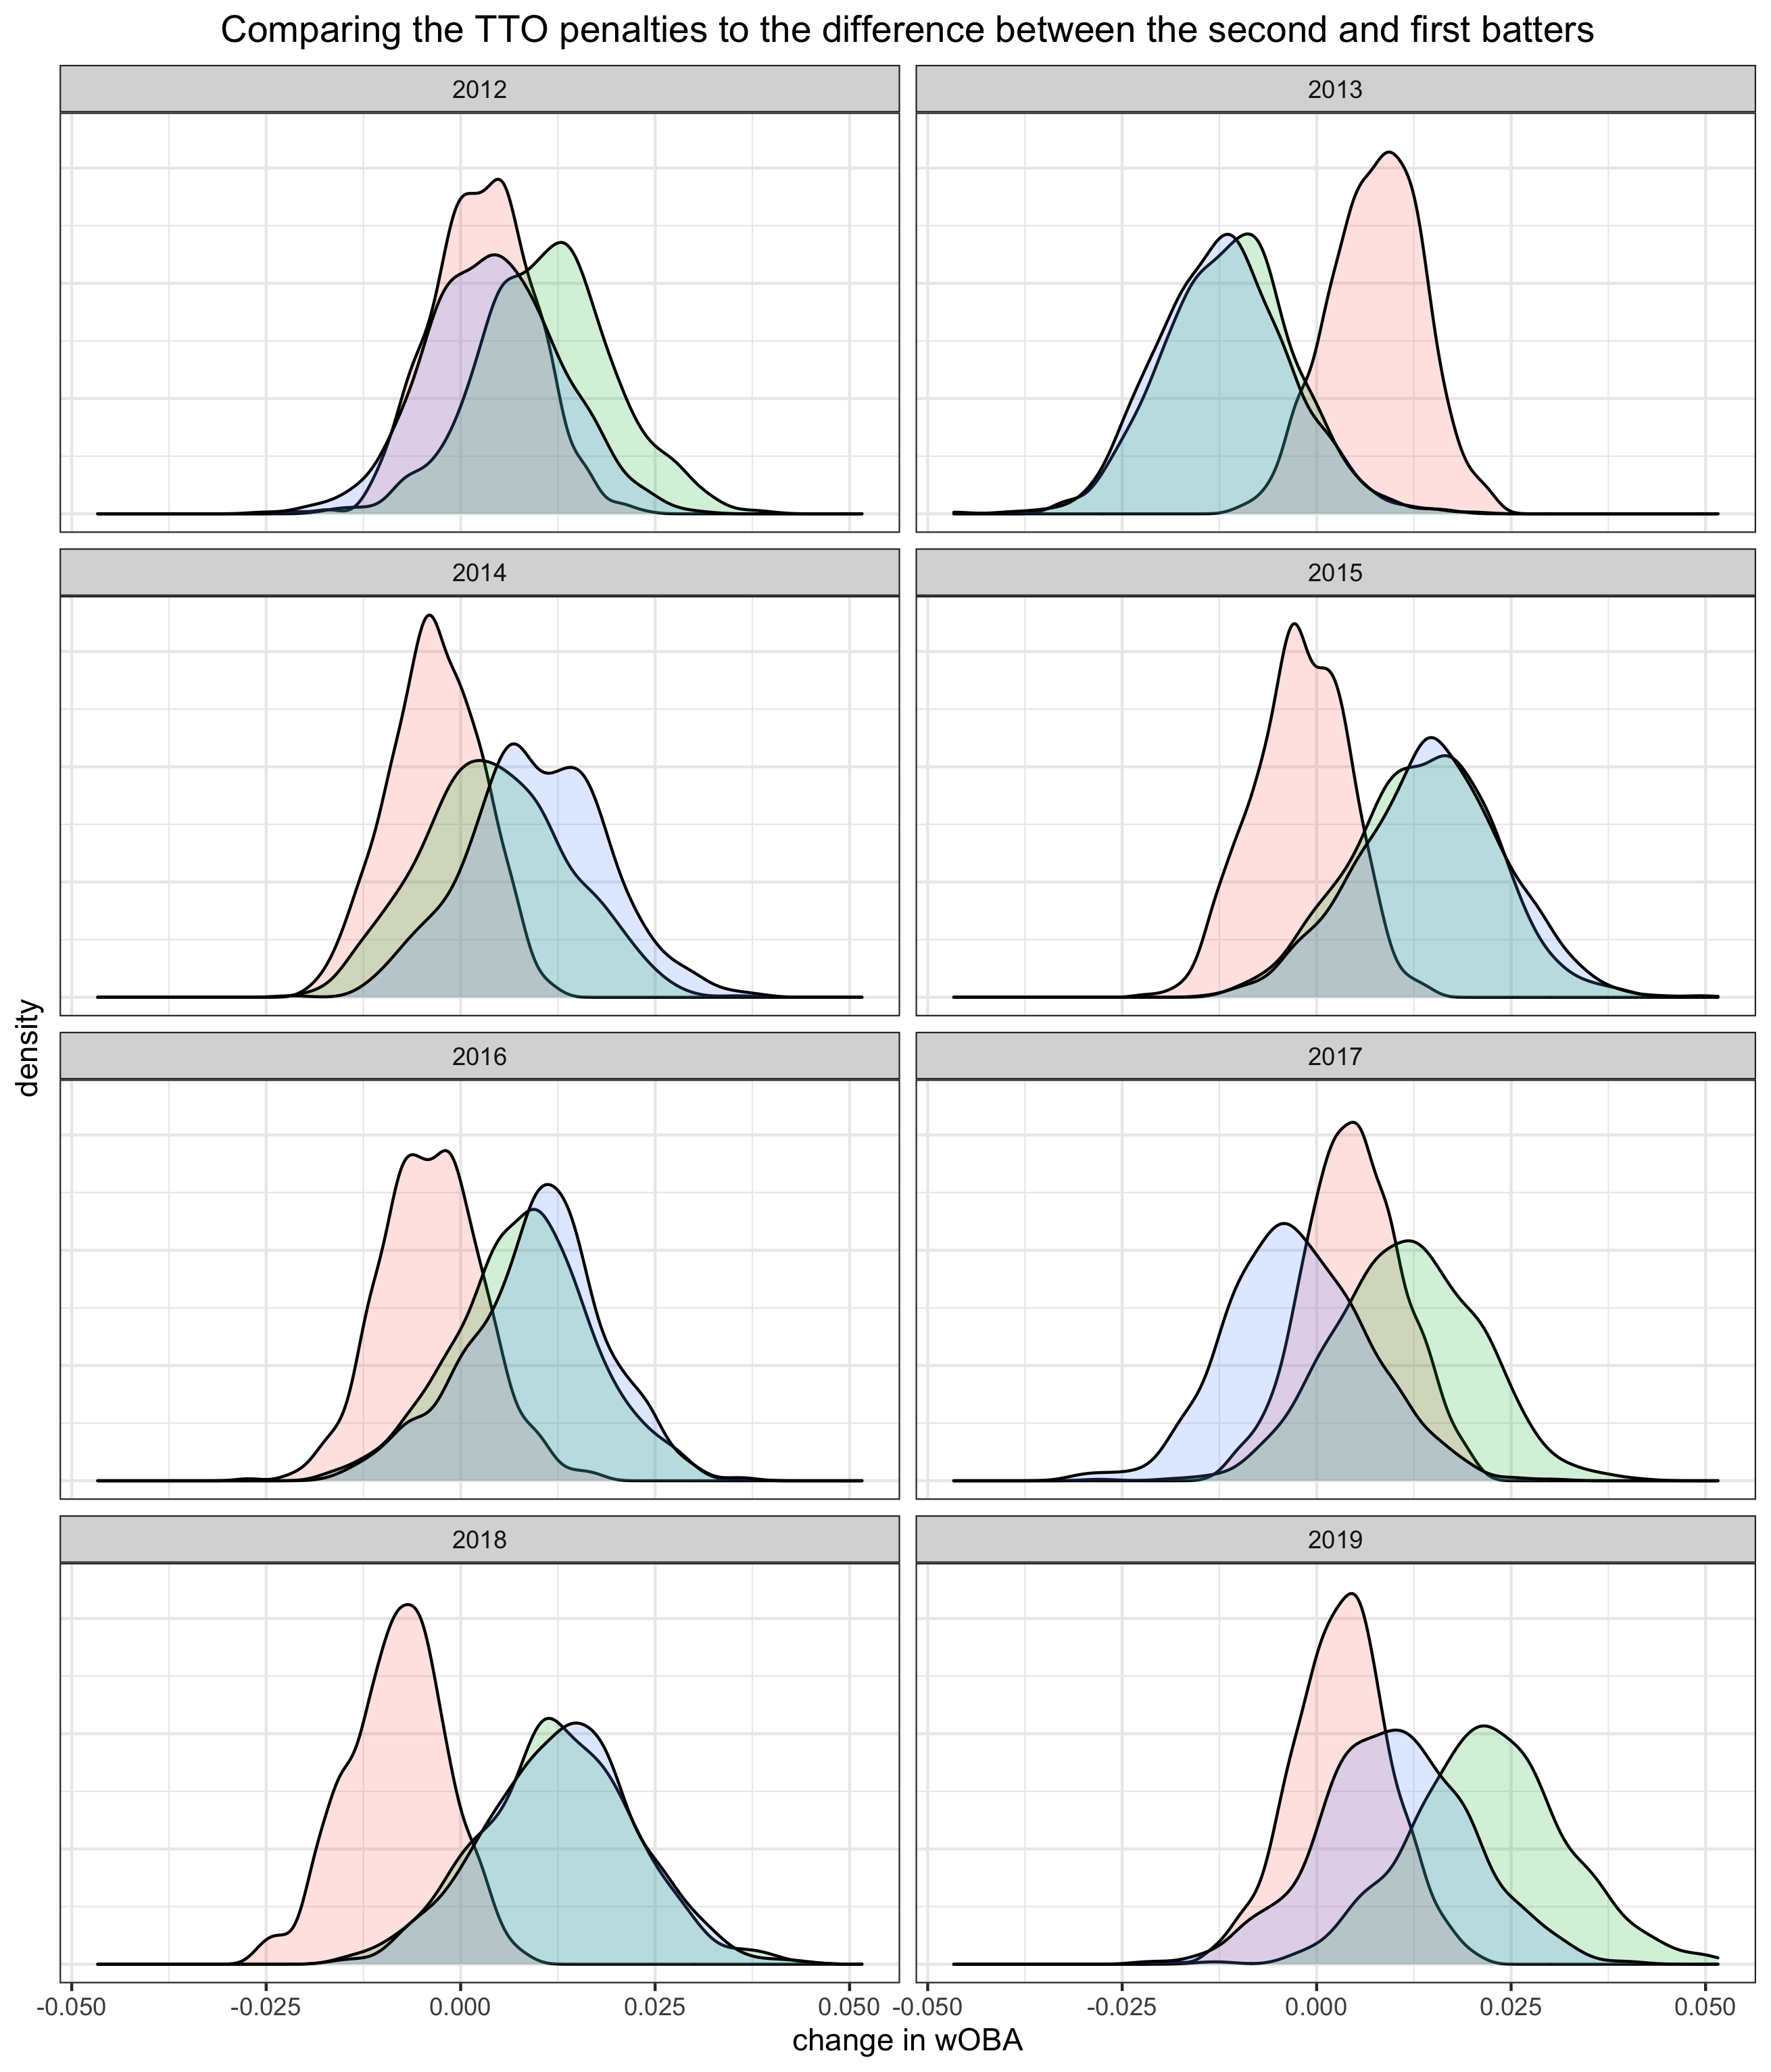 Comparing the TTO penalties to the difference between the second and first batters
2012 2013
2014 2015
density
2016 2017
2018 2019
-0.050 -0.025 0.000 0.025 0.050 -0.050 -0.025 0.000 0.025 0.050
change in wOBA